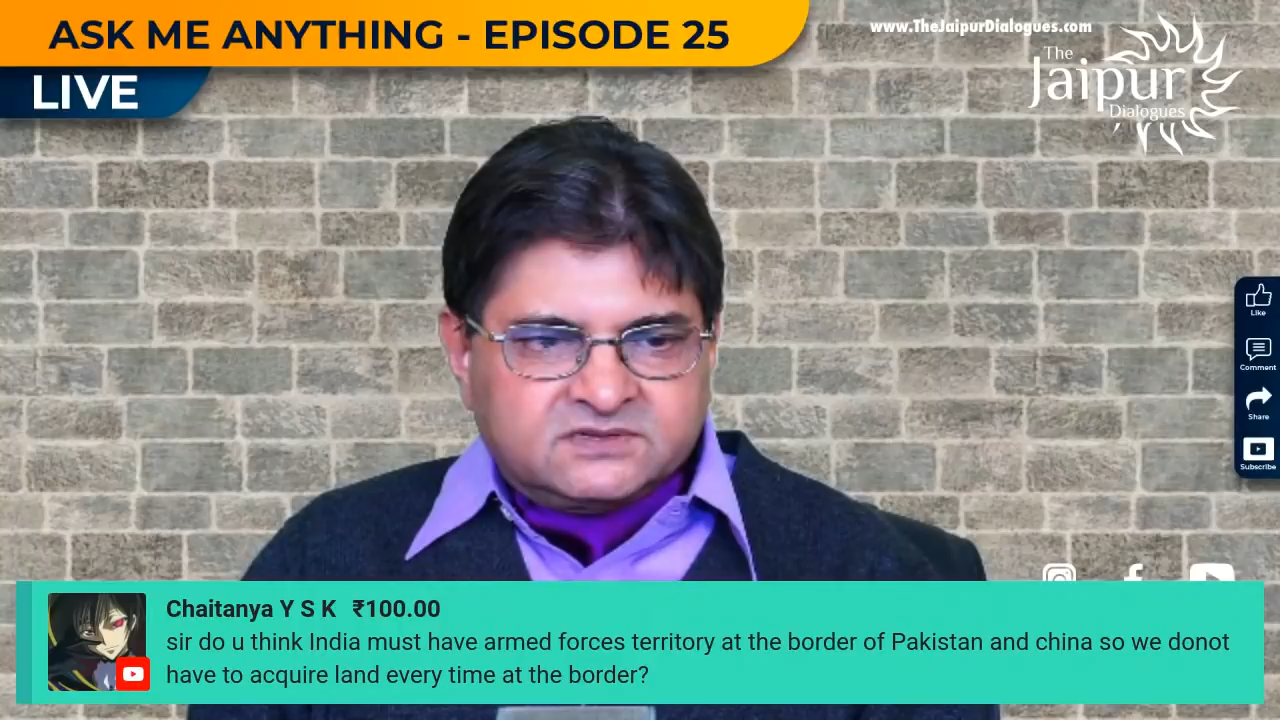 ASK ME ANYTHING - EPISODE 25
LIVE
www.TheJaipurDialogues.com
The
Jaipur
Dialogues
Like
Comment
Share
Subscribe
Chaitanya Y S K ₹100.00
sir do u think India must have armed forces territory at the border of Pakistan and china so we donot
have to acquire land every time at the border?